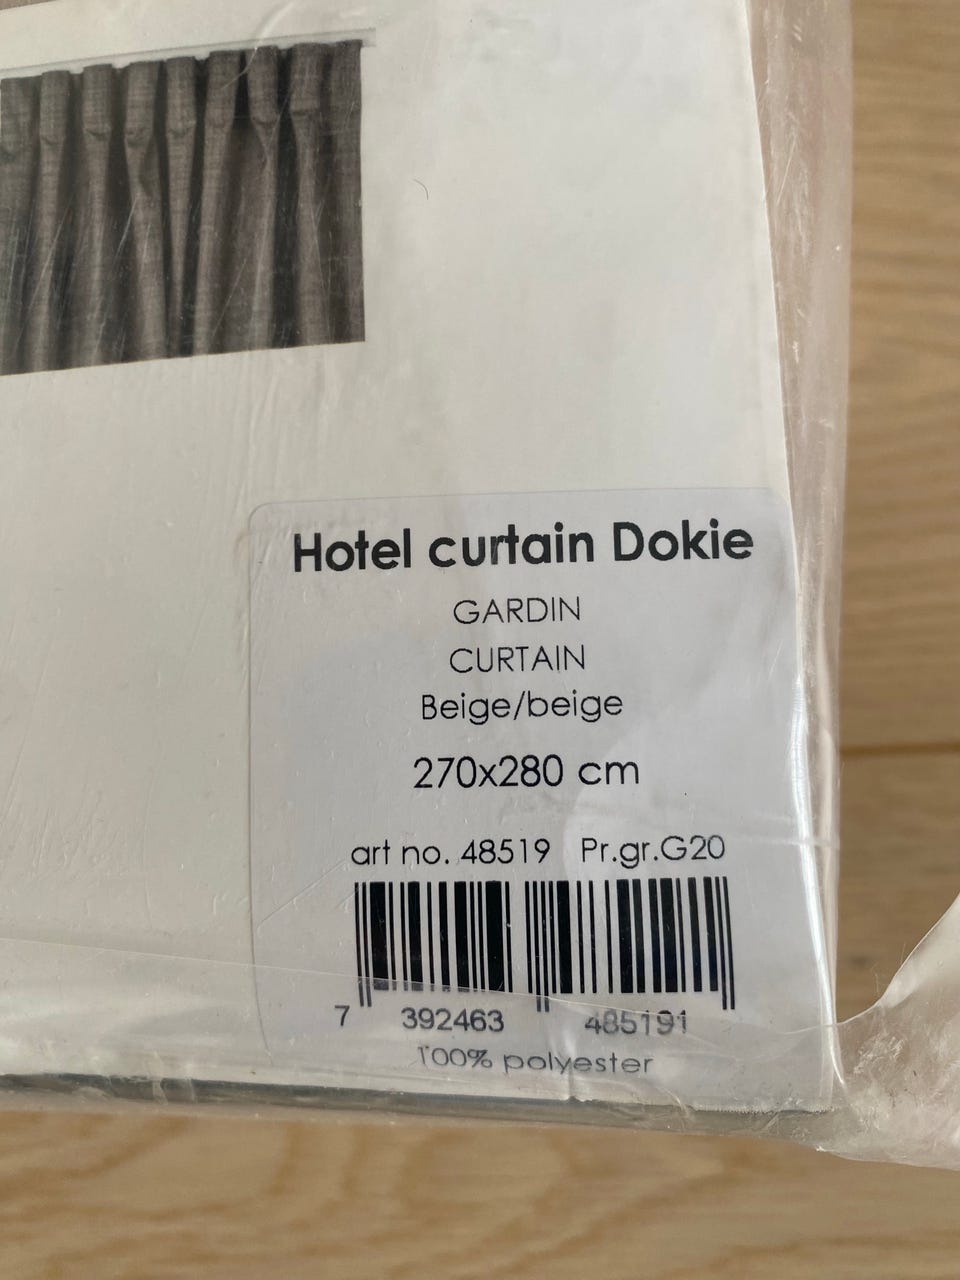 Hotel curtain Dokie
GARDIN
CURTAIN
Beige/beige
270x280 cm
art no. 48519 Pr.gr.G20
7 392463 485191
100% polyester